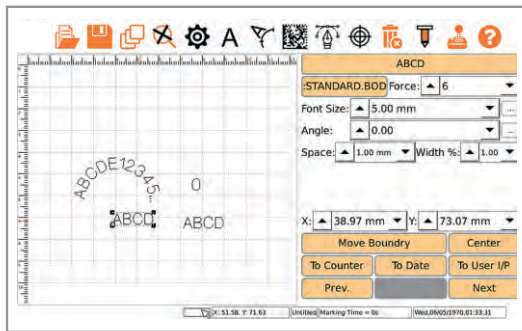 A
?
ABCD
:STANDARD.BOD Force: 6
Font Size: 5.00 mm ...
Angle: 0.00 ...
Space: 1.00 mm Width %: 1.00
ABCDE12345..
0
ABCD
ABCD
X: 38.97 mm Y: 73.07 mm
Move Boundry Center
To Counter To Date To User I/P
Prev. Next
X: 51.58, Y: 71.63 Untitled Marking Time = 0s Wed,06/05/1970,01:33:31